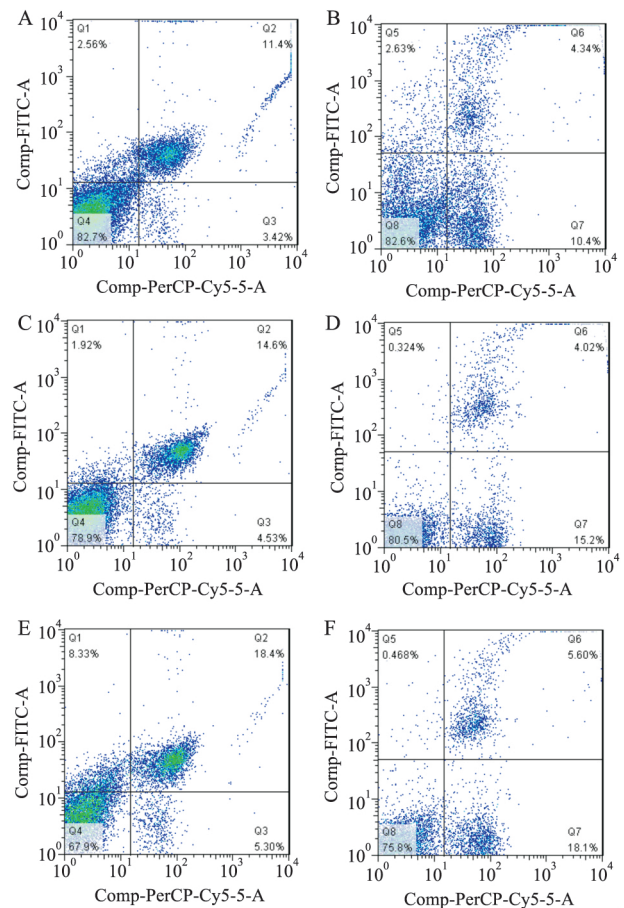 A
Q1
2.56%
Q2
11.4%
Q4
82.7%
Q3
3.42%
10⁴
10³
10²
10¹
10⁰
Comp-FITC-A
10⁰ 10¹ 10² 10³ 10⁴
Comp-PerCP-Cy5-5-A
B
Q5
2.63%
Q6
4.34%
Q8
82.6%
Q7
10.4%
10⁴
10³
10²
10¹
10⁰
Comp-FITC-A
10⁰ 10¹ 10² 10³ 10⁴
Comp-PerCP-Cy5-5-A
C
Q1
1.92%
Q2
14.6%
Q4
78.9%
Q3
4.53%
10⁴
10³
10²
10¹
10⁰
Comp-FITC-A
10⁰ 10¹ 10² 10³ 10⁴
Comp-PerCP-Cy5-5-A
D
Q5
0.324%
Q6
4.02%
Q8
80.5%
Q7
15.2%
10⁴
10³
10²
10¹
10⁰
Comp-FITC-A
10⁰ 10¹ 10² 10³ 10⁴
Comp-PerCP-Cy5-5-A
E
Q1
8.33%
Q2
18.4%
Q4
67.9%
Q3
5.30%
10⁴
10³
10²
10¹
10⁰
Comp-FITC-A
10⁰ 10¹ 10² 10³ 10⁴
Comp-PerCP-Cy5-5-A
F
Q5
0.468%
Q6
5.60%
Q8
75.8%
Q7
18.1%
10⁴
10³
10²
10¹
10⁰
Comp-FITC-A
10⁰ 10¹ 10² 10³ 10⁴
Comp-PerCP-Cy5-5-A